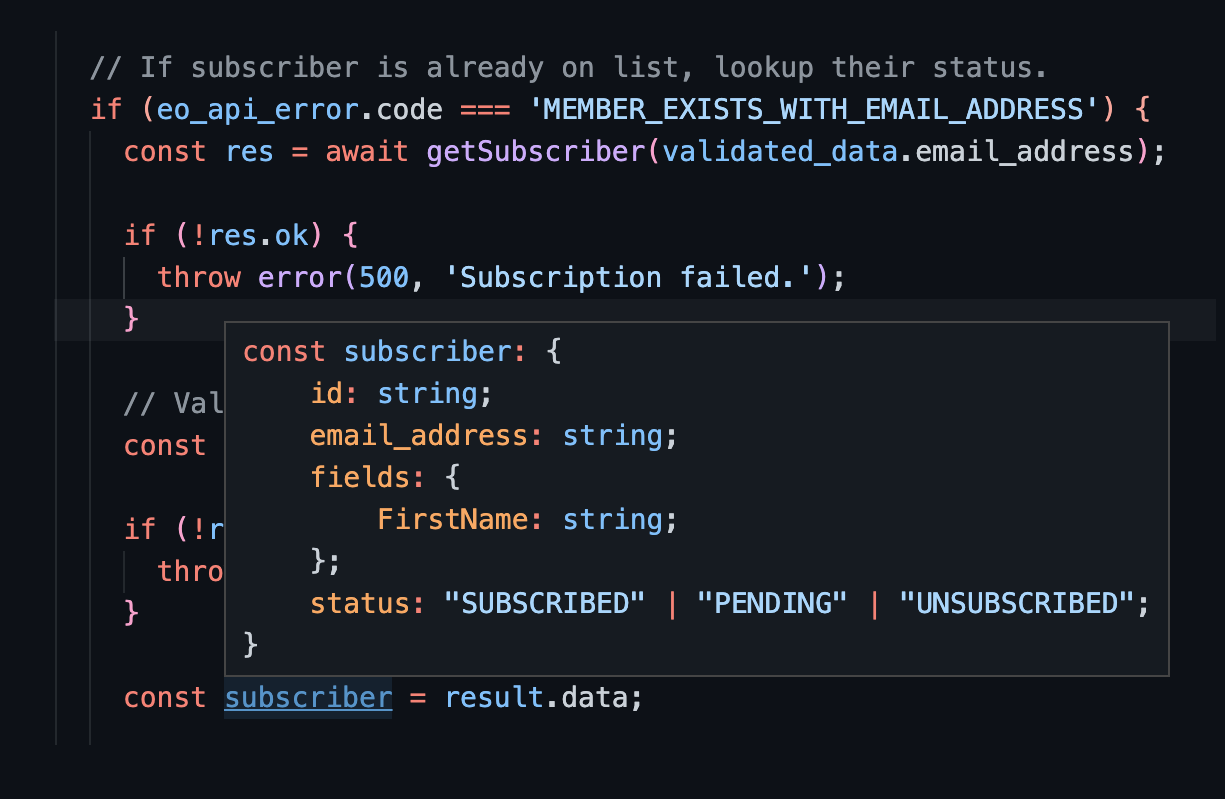 // If subscriber is already on list, lookup their status.
if (eo_api_error.code === 'MEMBER_EXISTS_WITH_EMAIL_ADDRESS') {
const res = await getSubscriber(validated_data.email_address);
if (!res.ok) {
throw error(500, 'Subscription failed.');
}
const subscriber: {
id: string;
// Val
email_address: string;
const
fields: {
FirstName: string;
if (!r
};
thro
status: "SUBSCRIBED" | "PENDING" | "UNSUBSCRIBED";
}
}
const subscriber = result.data;